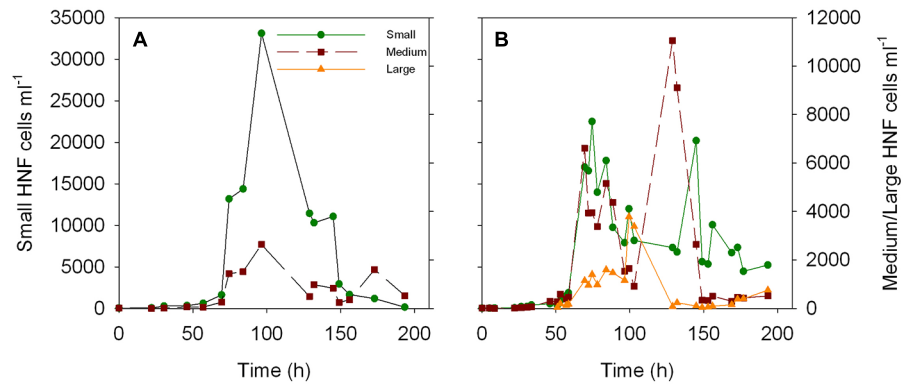 A
B
Small
Medium
Large
35000
30000
25000
20000
15000
10000
5000
0
Small HNF cells ml-1
0 50 100 150 200
Time (h)
0 50 100 150 200
Time (h)
12000
10000
8000
6000
4000
2000
0
Medium/Large HNF cells ml-1